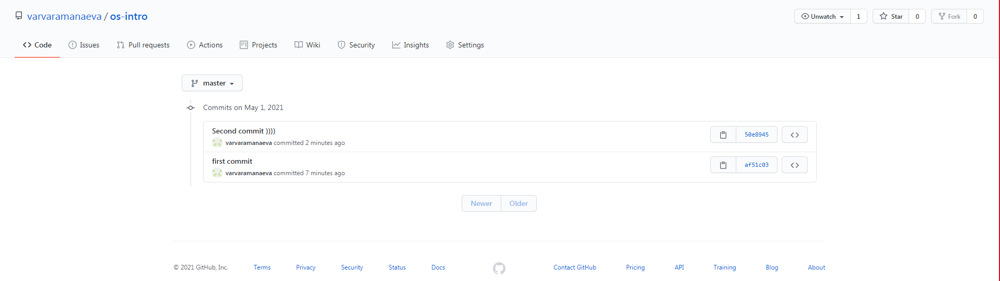 varvaramanaeva / os-intro
Unwatch 1 Star 0 Fork 0
Code Issues Pull requests Actions Projects Wiki Security Insights Settings
master
Commits on May 1, 2021
Second commit ))))
50e8945
varvaramanaeva committed 2 minutes ago
first commit
af51c03
varvaramanaeva committed 7 minutes ago
Newer Older
© 2021 GitHub, Inc. Terms Privacy Security Status Docs Contact GitHub Pricing API Training Blog About